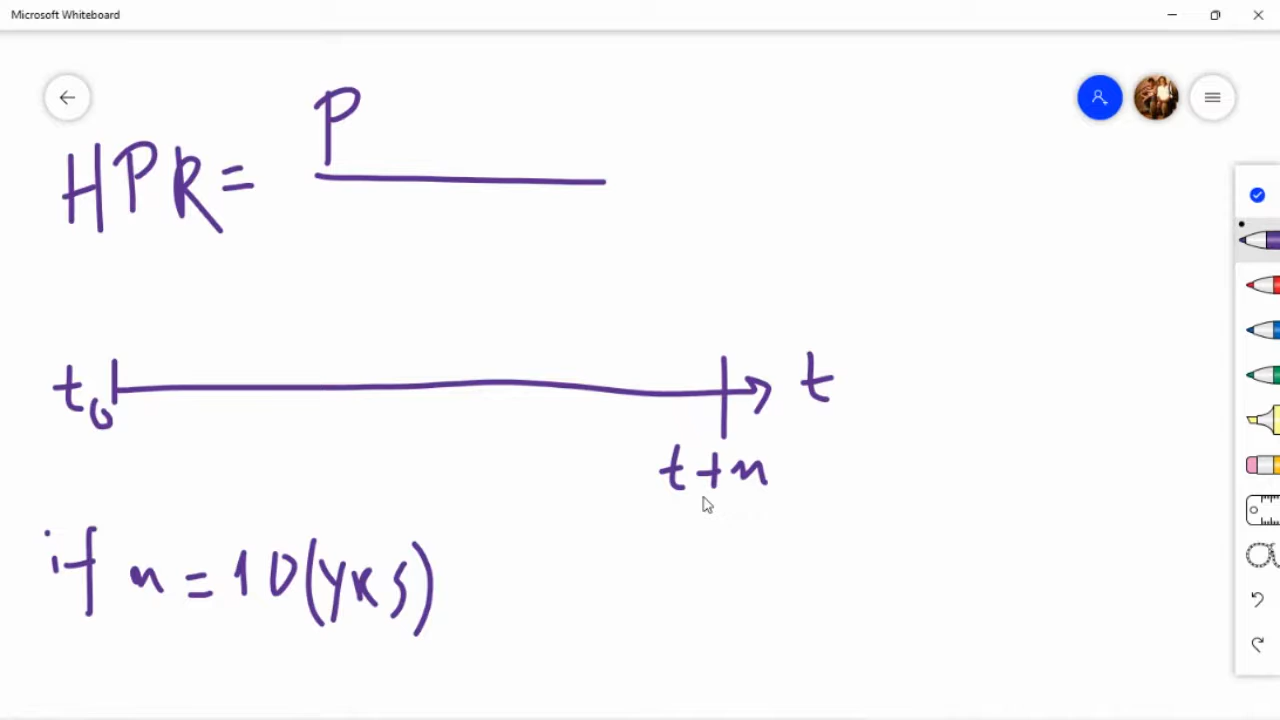 Microsoft Whiteboard
P
HPR=
t₀
t
t+n
if n=10(yrs)